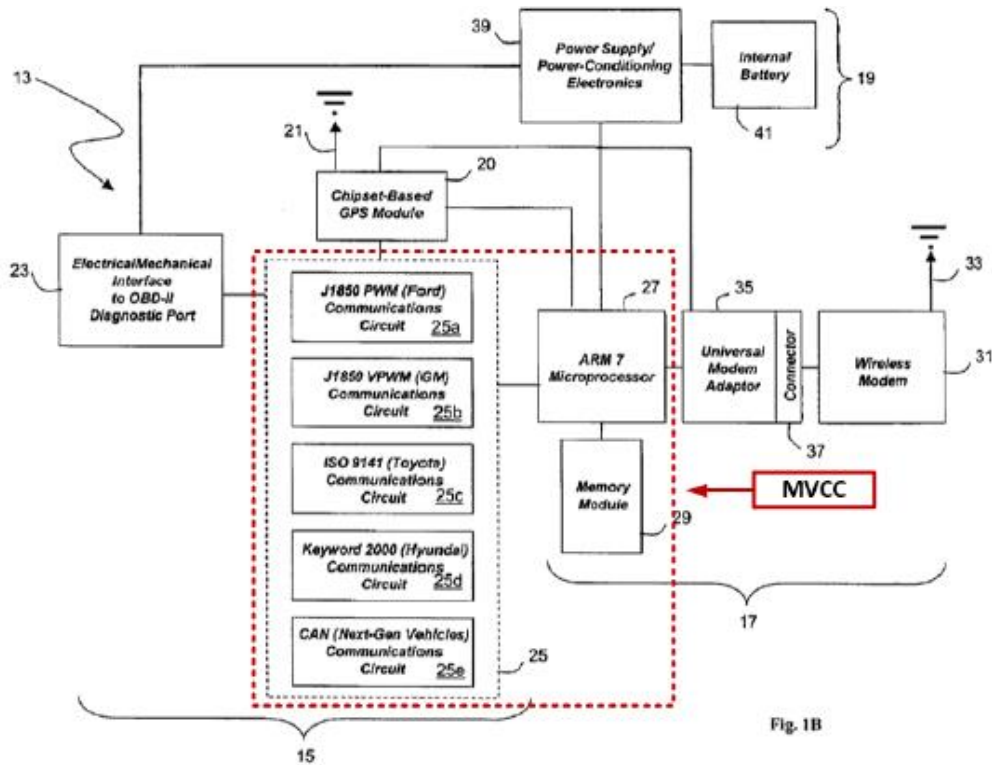 39
Power Supply/
Power-Conditioning
Electronics
Internal
Battery
41
19
13
21
20
Chipset-Based
GPS Module
23
ElectricalMechanical
Interface
to OBD-II
Diagnostic Port
J1850 PWM (Ford)
Communications
Circuit 25a
J1850 VPWM (GM)
Communications
Circuit 25b
ISO 9141 (Toyota)
Communications
Circuit 25c
Keyword 2000 (Hyundai)
Communications
Circuit 25d
CAN (Next-Gen Vehicles)
Communications
Circuit 25e
25
27
ARM 7
Microprocessor
Memory
Module
29
35
Universal
Modem
Adaptor
Connector
37
33
Wireless
Modem
31
MVCC
17
15
Fig. 1B